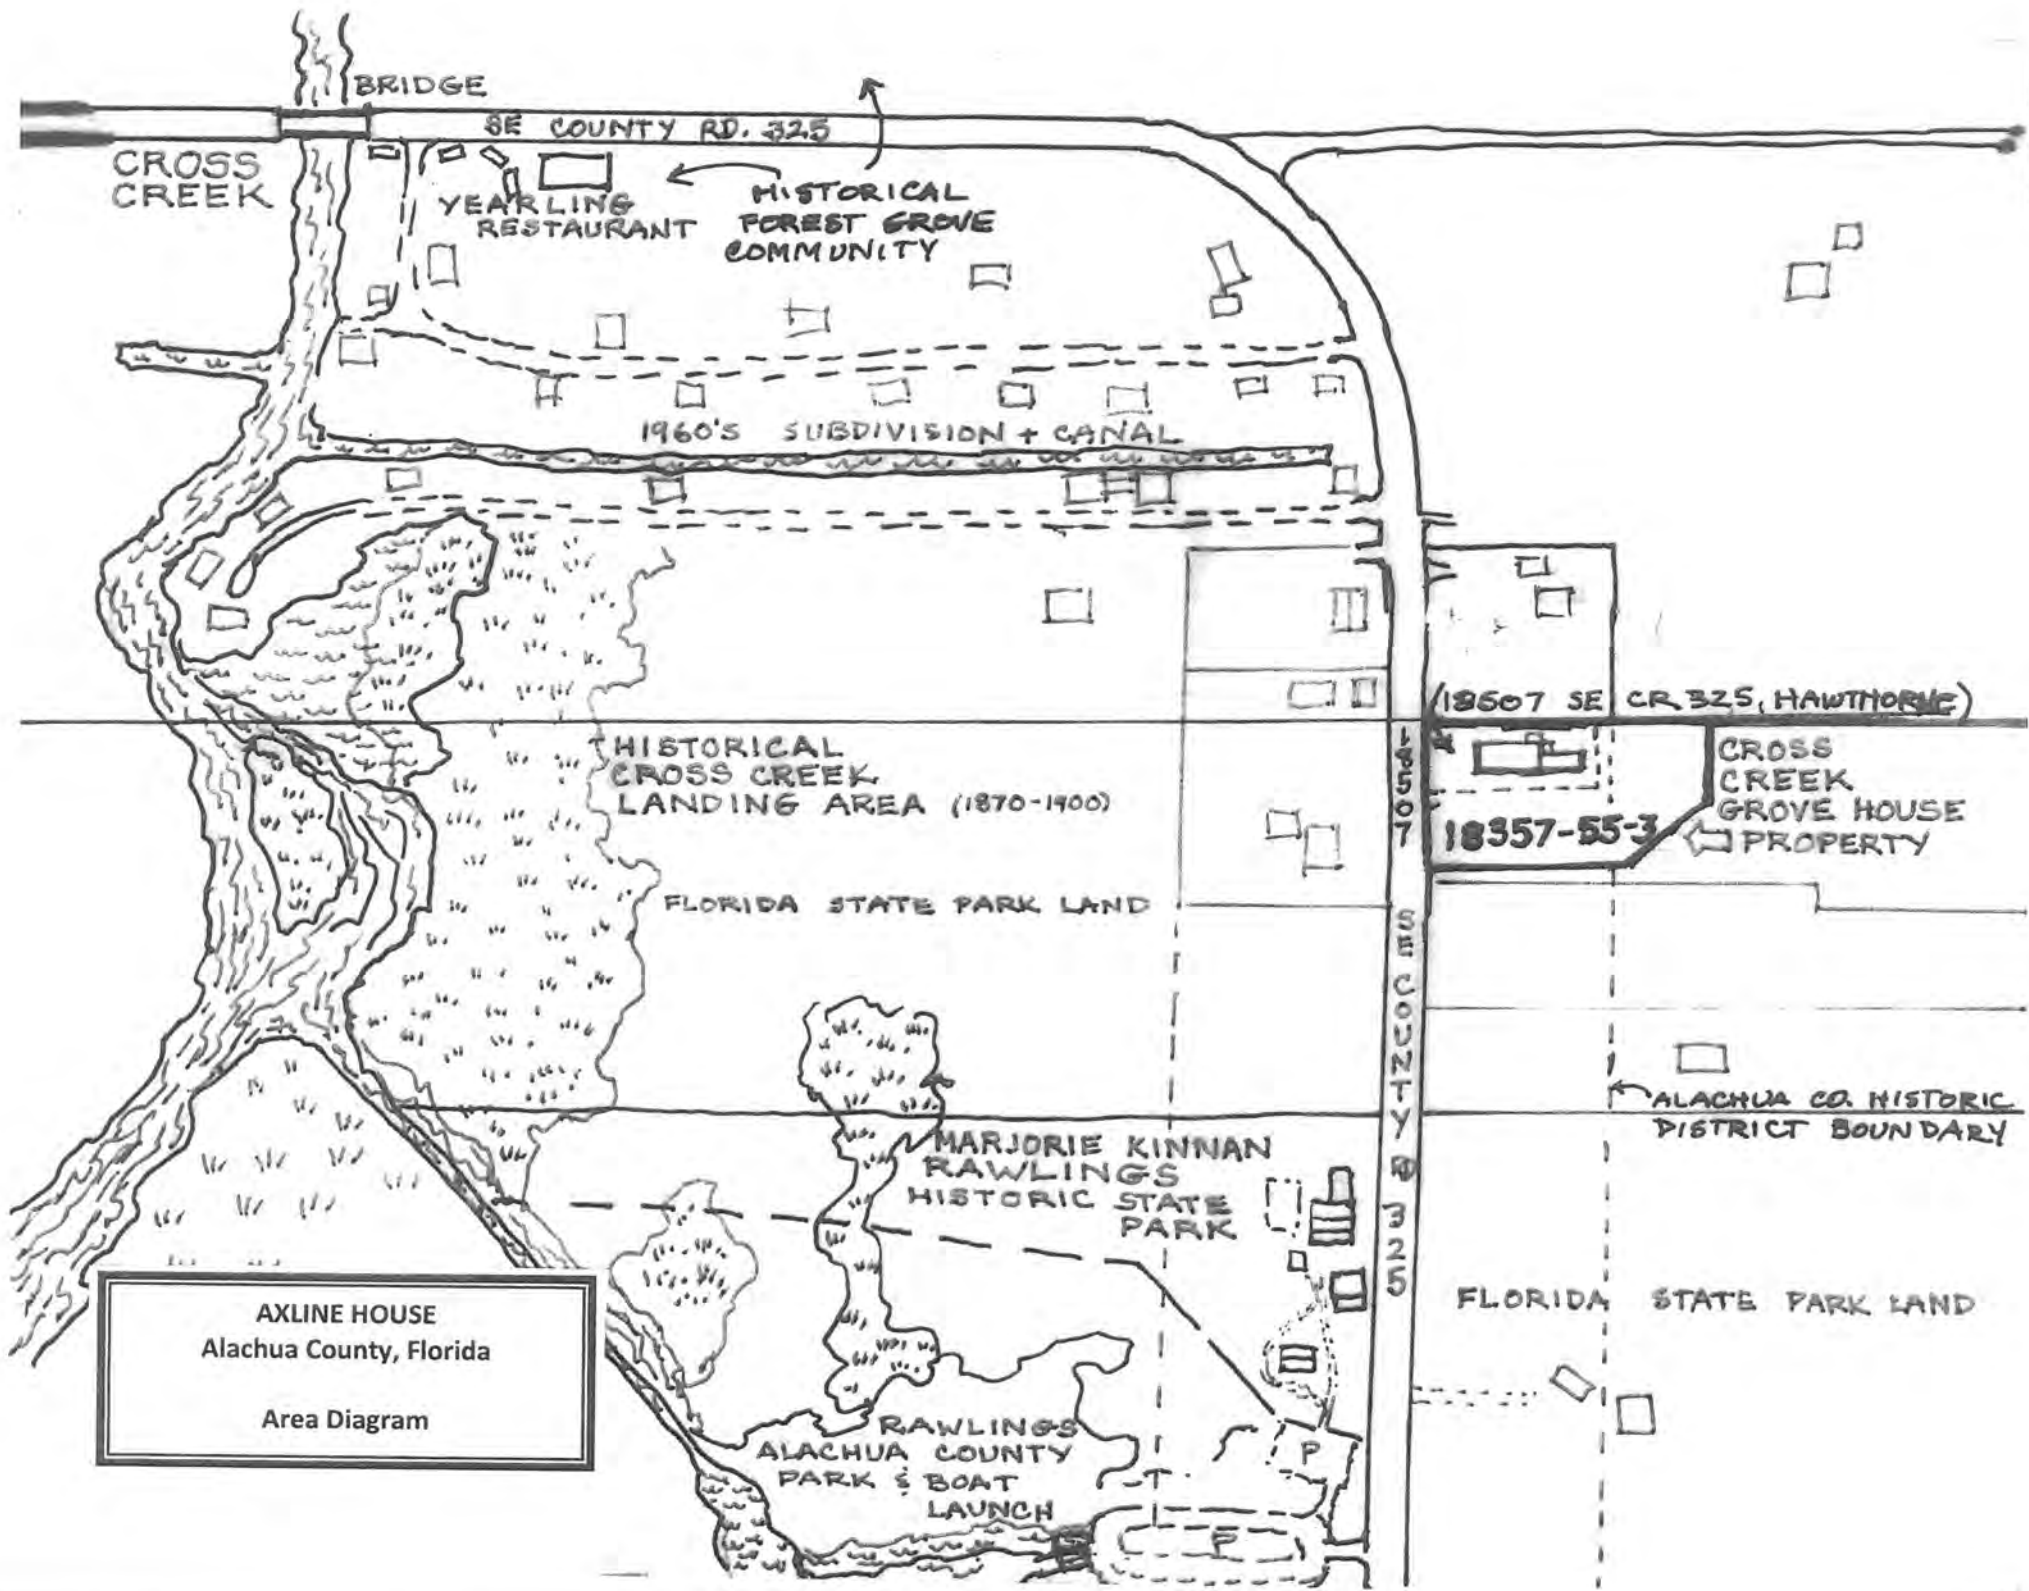 BRIDGE
SE COUNTY RD. 325
CROSS
CREEK
YEARLING
RESTAURANT
HISTORICAL
FOREST GROVE
COMMUNITY
1960'S SUBDIVISION + CANAL
(18507 SE CR 325, HAWTHORNE)
HISTORICAL
CROSS CREEK
LANDING AREA (1870-1900)
18507 SE COUNTY RD 325
CROSS
CREEK
GROVE HOUSE
PROPERTY
18357-55-3
FLORIDA STATE PARK LAND
ALACHUA CO. HISTORIC
DISTRICT BOUNDARY
MARJORIE KINNAN
RAWLINGS
HISTORIC STATE
PARK
FLORIDA STATE PARK LAND
AXLINE HOUSE
Alachua County, Florida
Area Diagram
RAWLINGS
ALACHUA COUNTY
PARK & BOAT
LAUNCH
P
P